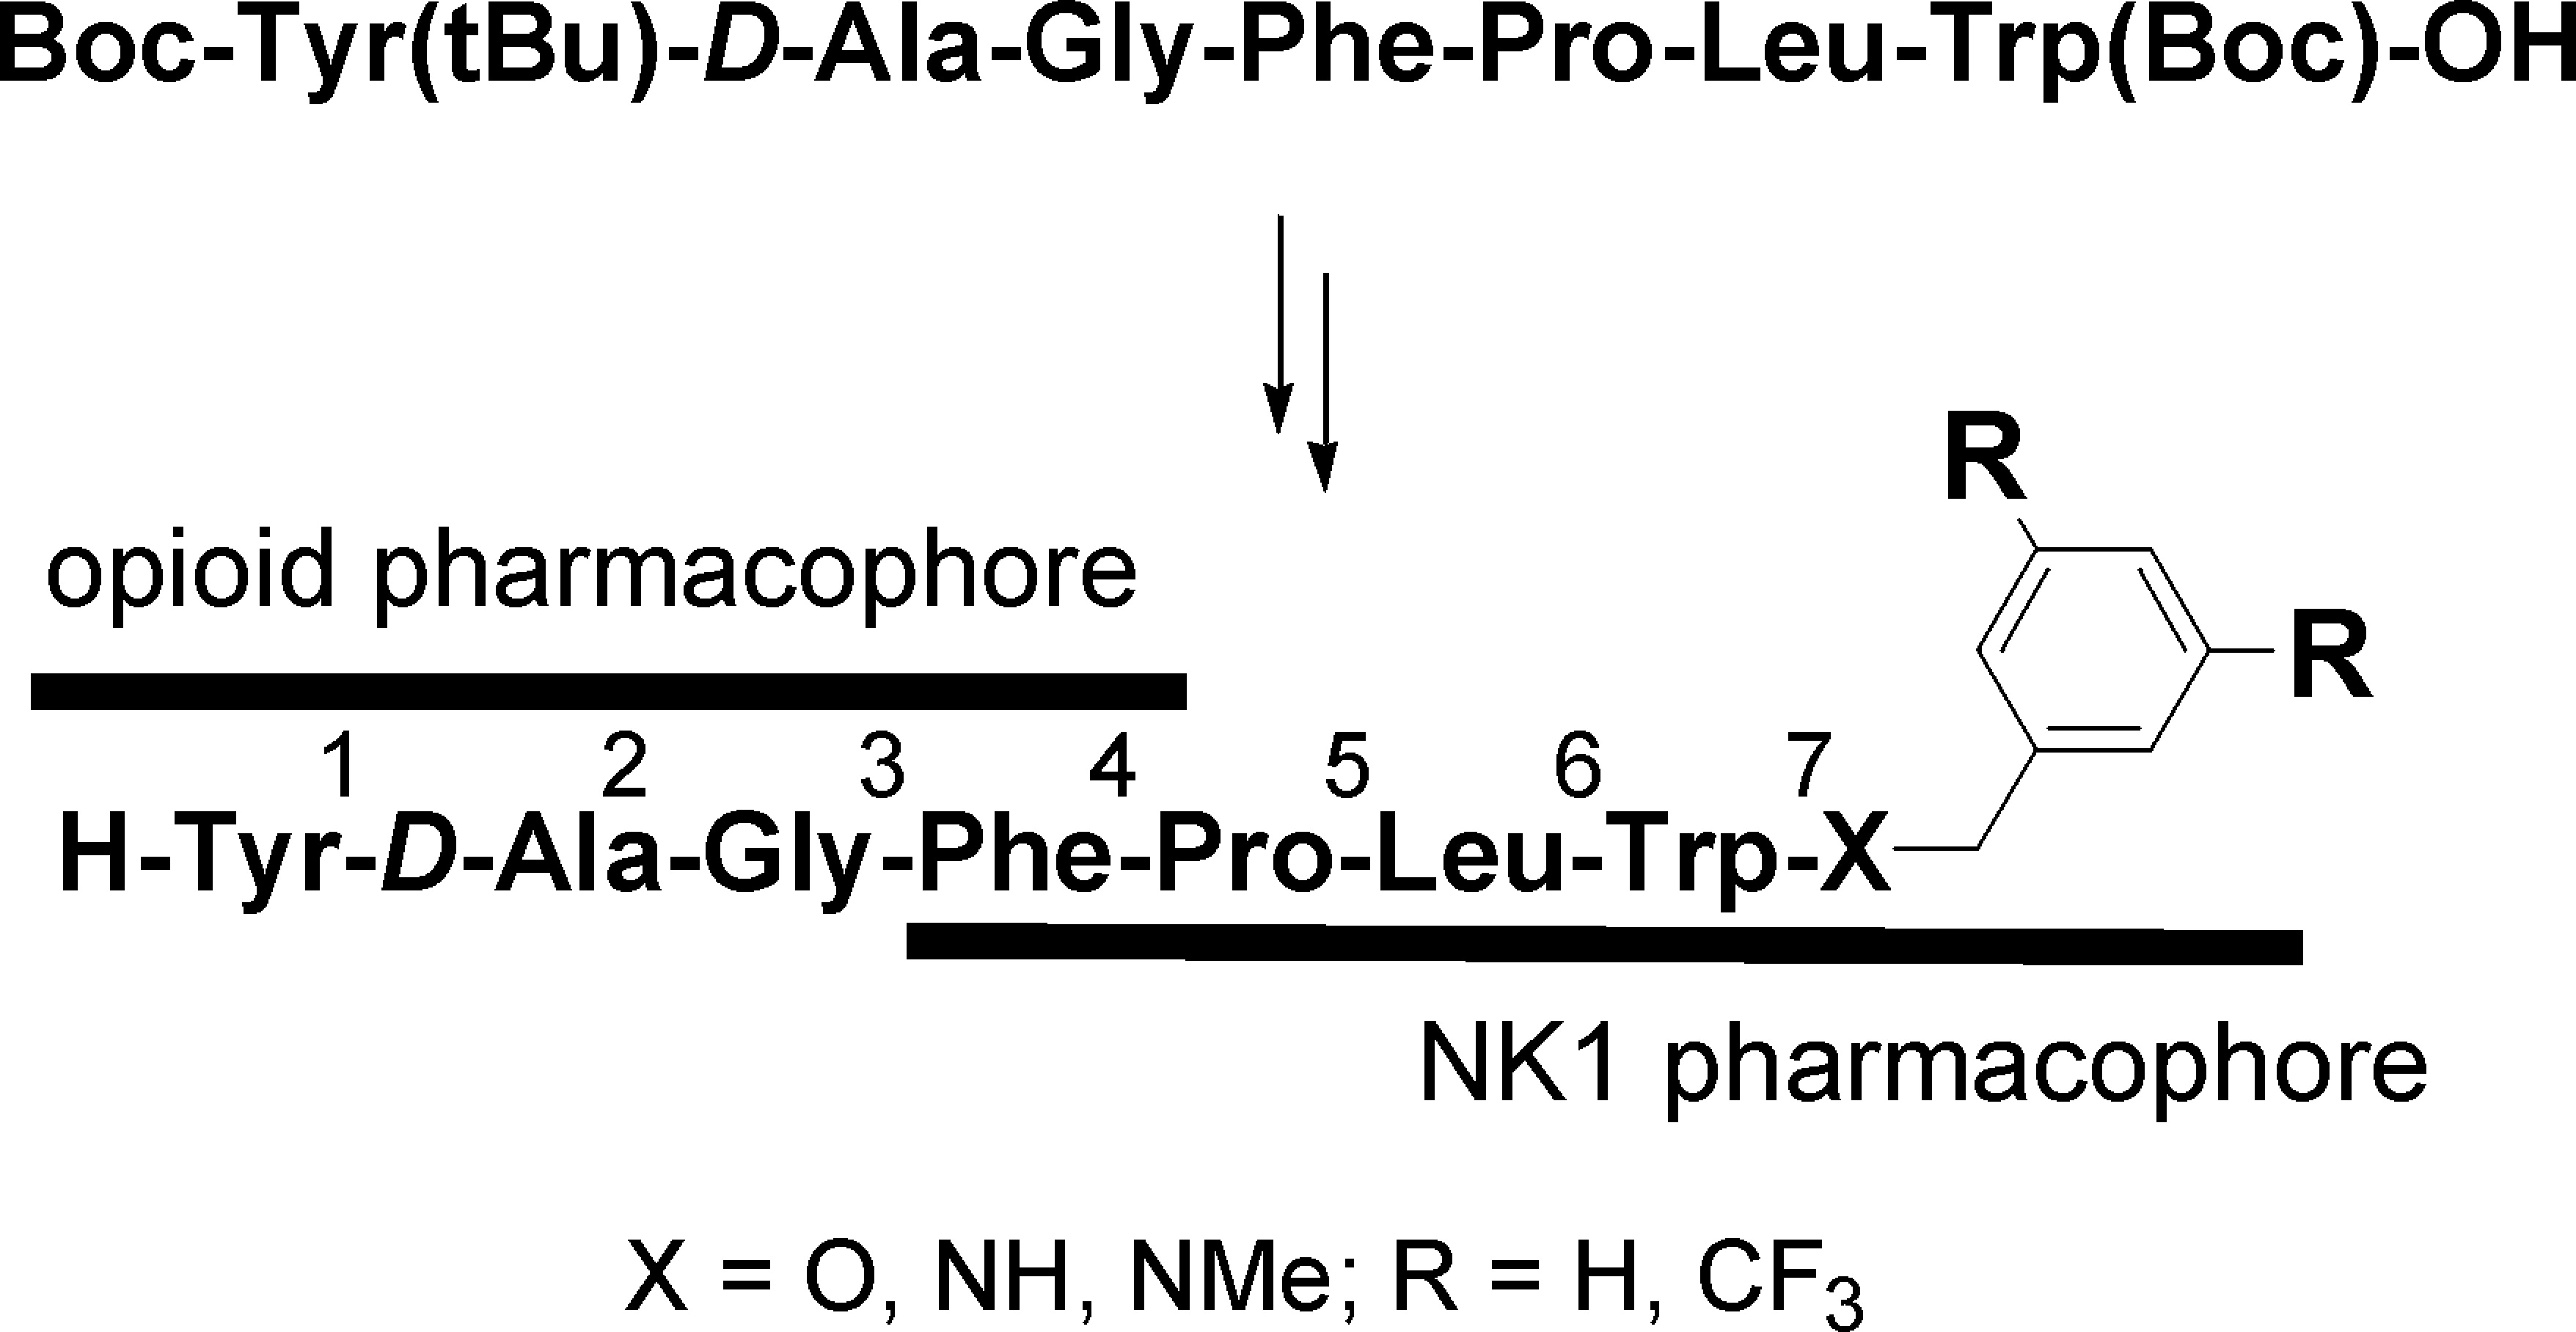 Boc-Tyr(tBu)-D-Ala-Gly-Phe-Pro-Leu-Trp(Boc)-OH
R
R
opioid pharmacophore
1 2 3 4 5 6 7
H-Tyr-D-Ala-Gly-Phe-Pro-Leu-Trp-X
NK1 pharmacophore
X = O, NH, NMe; R = H, CF3